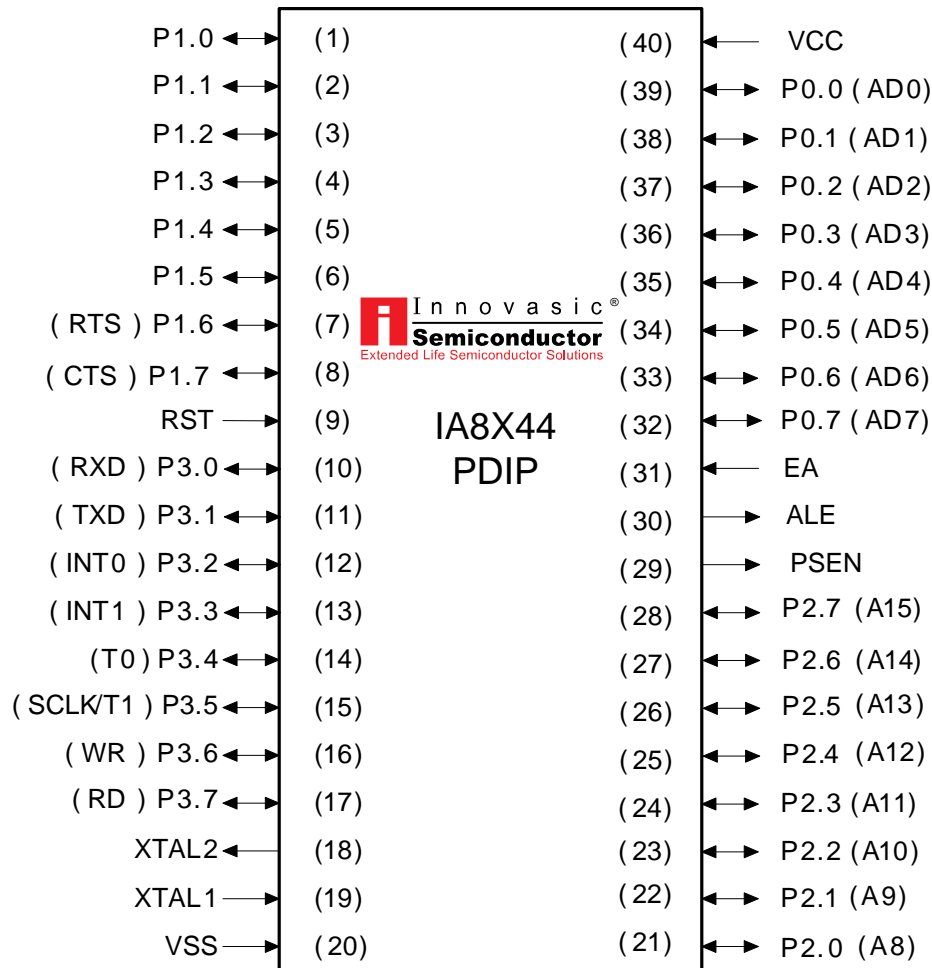 P1.0 (1) (40) VCC
P1.1 (2) (39) P0.0 ( AD0)
P1.2 (3) (38) P0.1 ( AD1)
P1.3 (4) (37) P0.2 ( AD2)
P1.4 (5) (36) P0.3 ( AD3)
P1.5 (6) (35) P0.4 ( AD4)
Innovasic®
( RTS ) P1.6 (7) (34) P0.5 ( AD5)
Semiconductor
Extended Life Semiconductor Solutions
( CTS ) P1.7 (8) (33) P0.6 ( AD6)
RST (9) IA8X44 (32) P0.7 ( AD7)
( RXD ) P3.0 (10) PDIP (31) EA
( TXD ) P3.1 (11) (30) ALE
( INT0 ) P3.2 (12) (29) PSEN
( INT1 ) P3.3 (13) (28) P2.7 (A15)
(T0) P3.4 (14) (27) P2.6 (A14)
( SCLK/T1 ) P3.5 (15) (26) P2.5 (A13)
( WR ) P3.6 (16) (25) P2.4 (A12)
( RD ) P3.7 (17) (24) P2.3 (A11)
XTAL2 (18) (23) P2.2 (A10)
XTAL1 (19) (22) P2.1 (A9)
VSS (20) (21) P2.0 (A8)